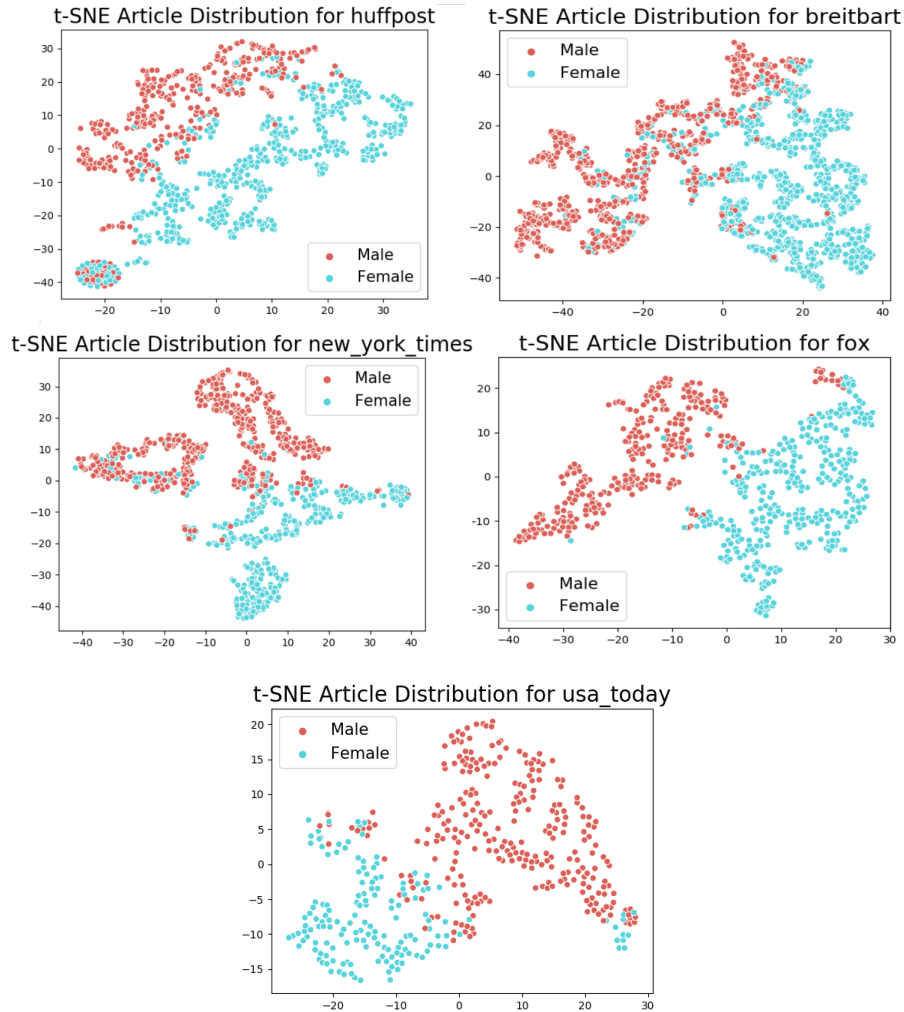 t-SNE Article Distribution for huffpost
30
20
10
0
−10
−20
−30
−40
−20 −10 0 10 20 30
Male
Female
t-SNE Article Distribution for breitbart
Male
Female
40
20
0
−20
−40
−40 −20 0 20 40
t-SNE Article Distribution for new_york_times
Male
Female
30
20
10
0
−10
−20
−30
−40
−40 −30 −20 −10 0 10 20 30 40
t-SNE Article Distribution for fox
20
10
0
−10
−20
−30
Male
Female
−40 −30 −20 −10 0 10 20 30
t-SNE Article Distribution for usa_today
Male
Female
20
15
10
5
0
−5
−10
−15
−20 −10 0 10 20 30